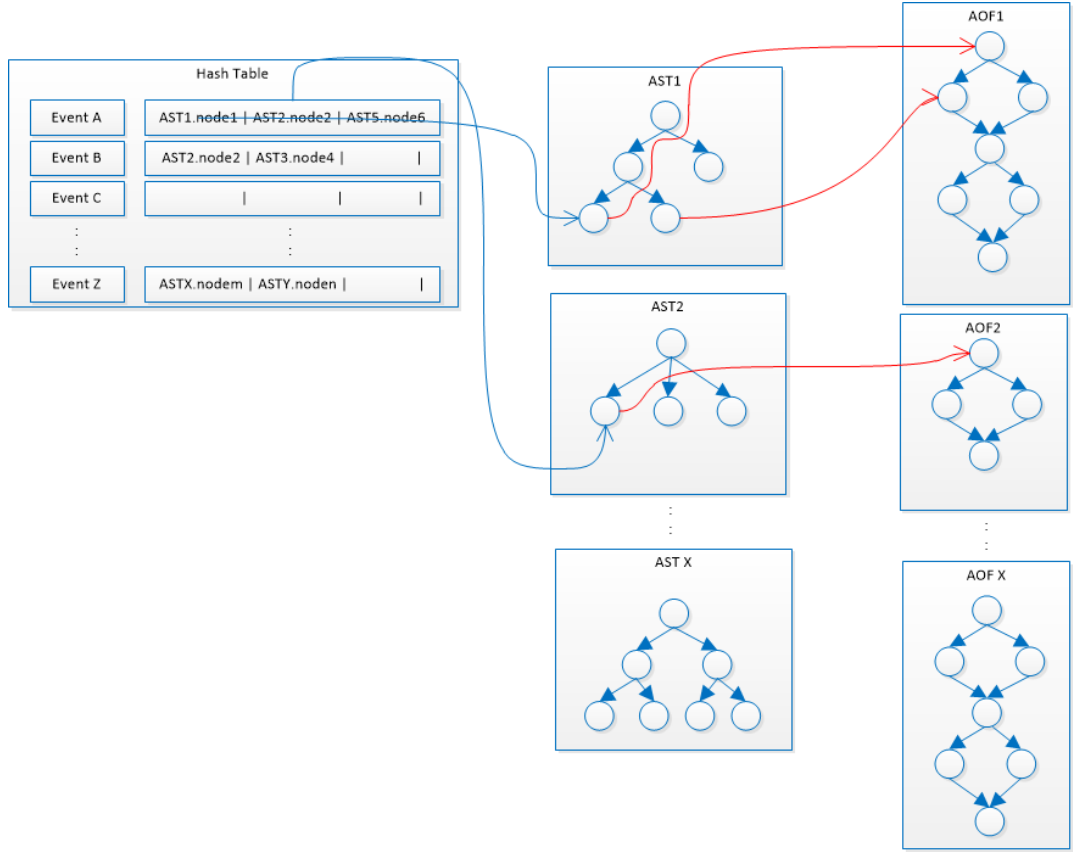 Hash Table
Event A
AST1.node1 | AST2.node2 | AST5.node6
Event B
AST2.node2 | AST3.node4 | |
Event C
| | |
:
:
:
:
Event Z
ASTX.nodem | ASTY.noden | |
AST1
AST2
:
:
AST X
AOF1
AOF2
:
:
AOF X